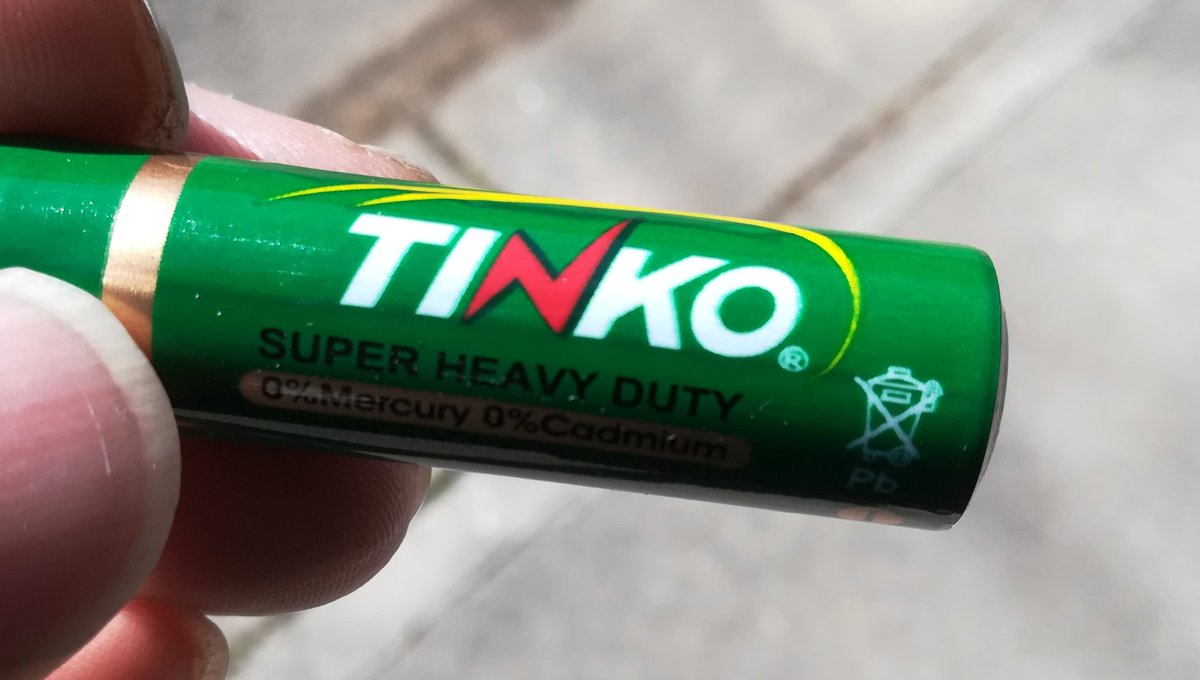 TINKO®
SUPER HEAVY DUTY
0%Mercury 0%Cadmium
Pb